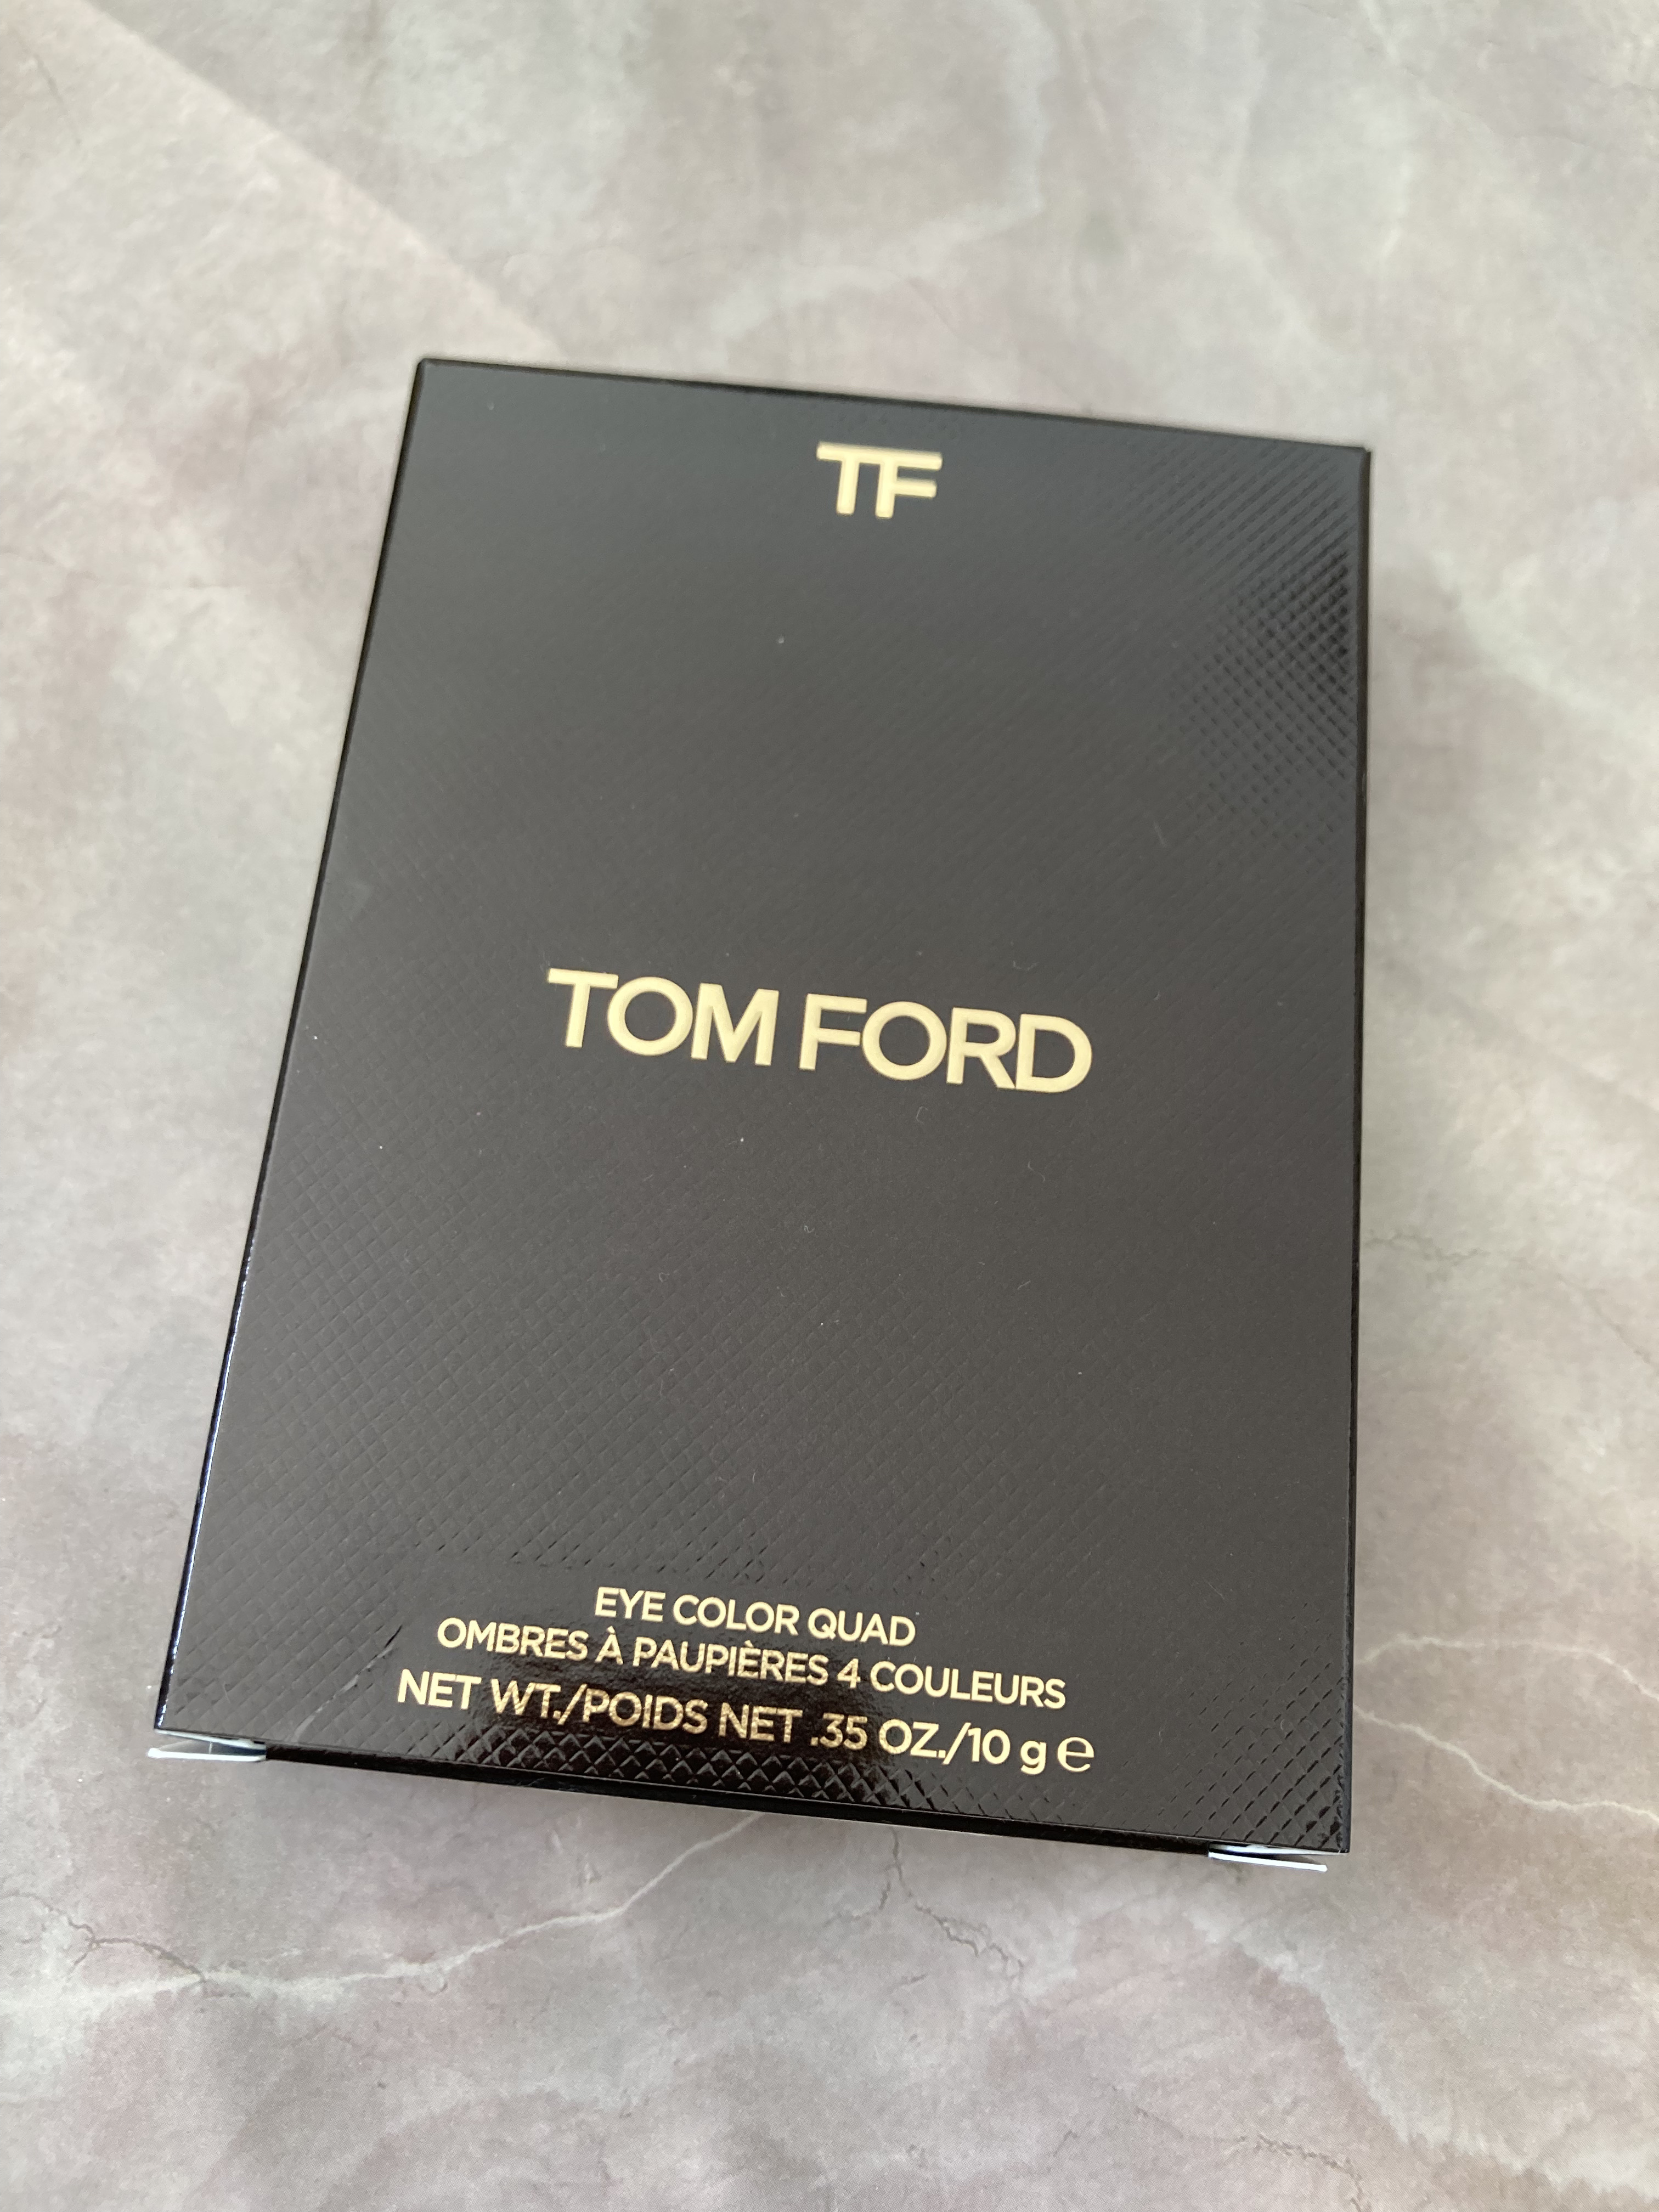 TF
TOM FORD
EYE COLOR QUAD
OMBRES À PAUPIÈRES 4 COULEURS
NET WT./POIDS NET .35 OZ./10 g ℮